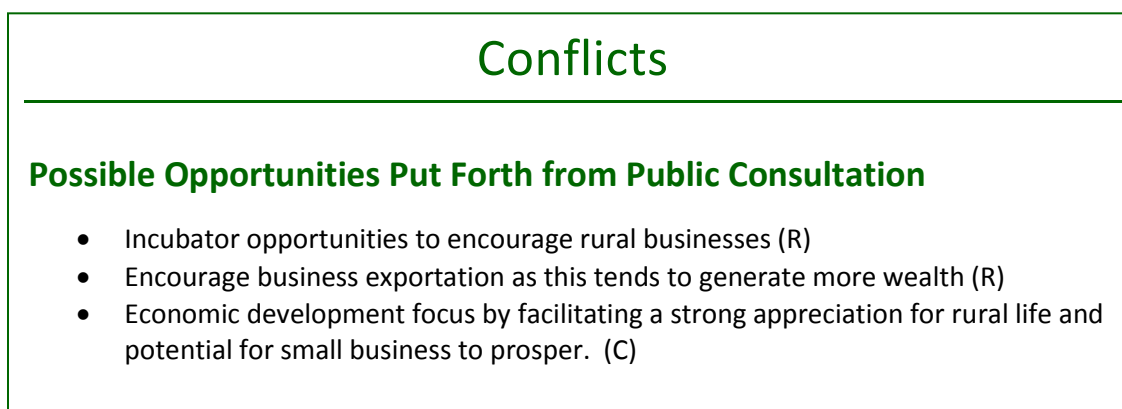 Conflicts
Possible Opportunities Put Forth from Public Consultation
• Incubator opportunities to encourage rural businesses (R)
• Encourage business exportation as this tends to generate more wealth (R)
• Economic development focus by facilitating a strong appreciation for rural life and
potential for small business to prosper.  (C)